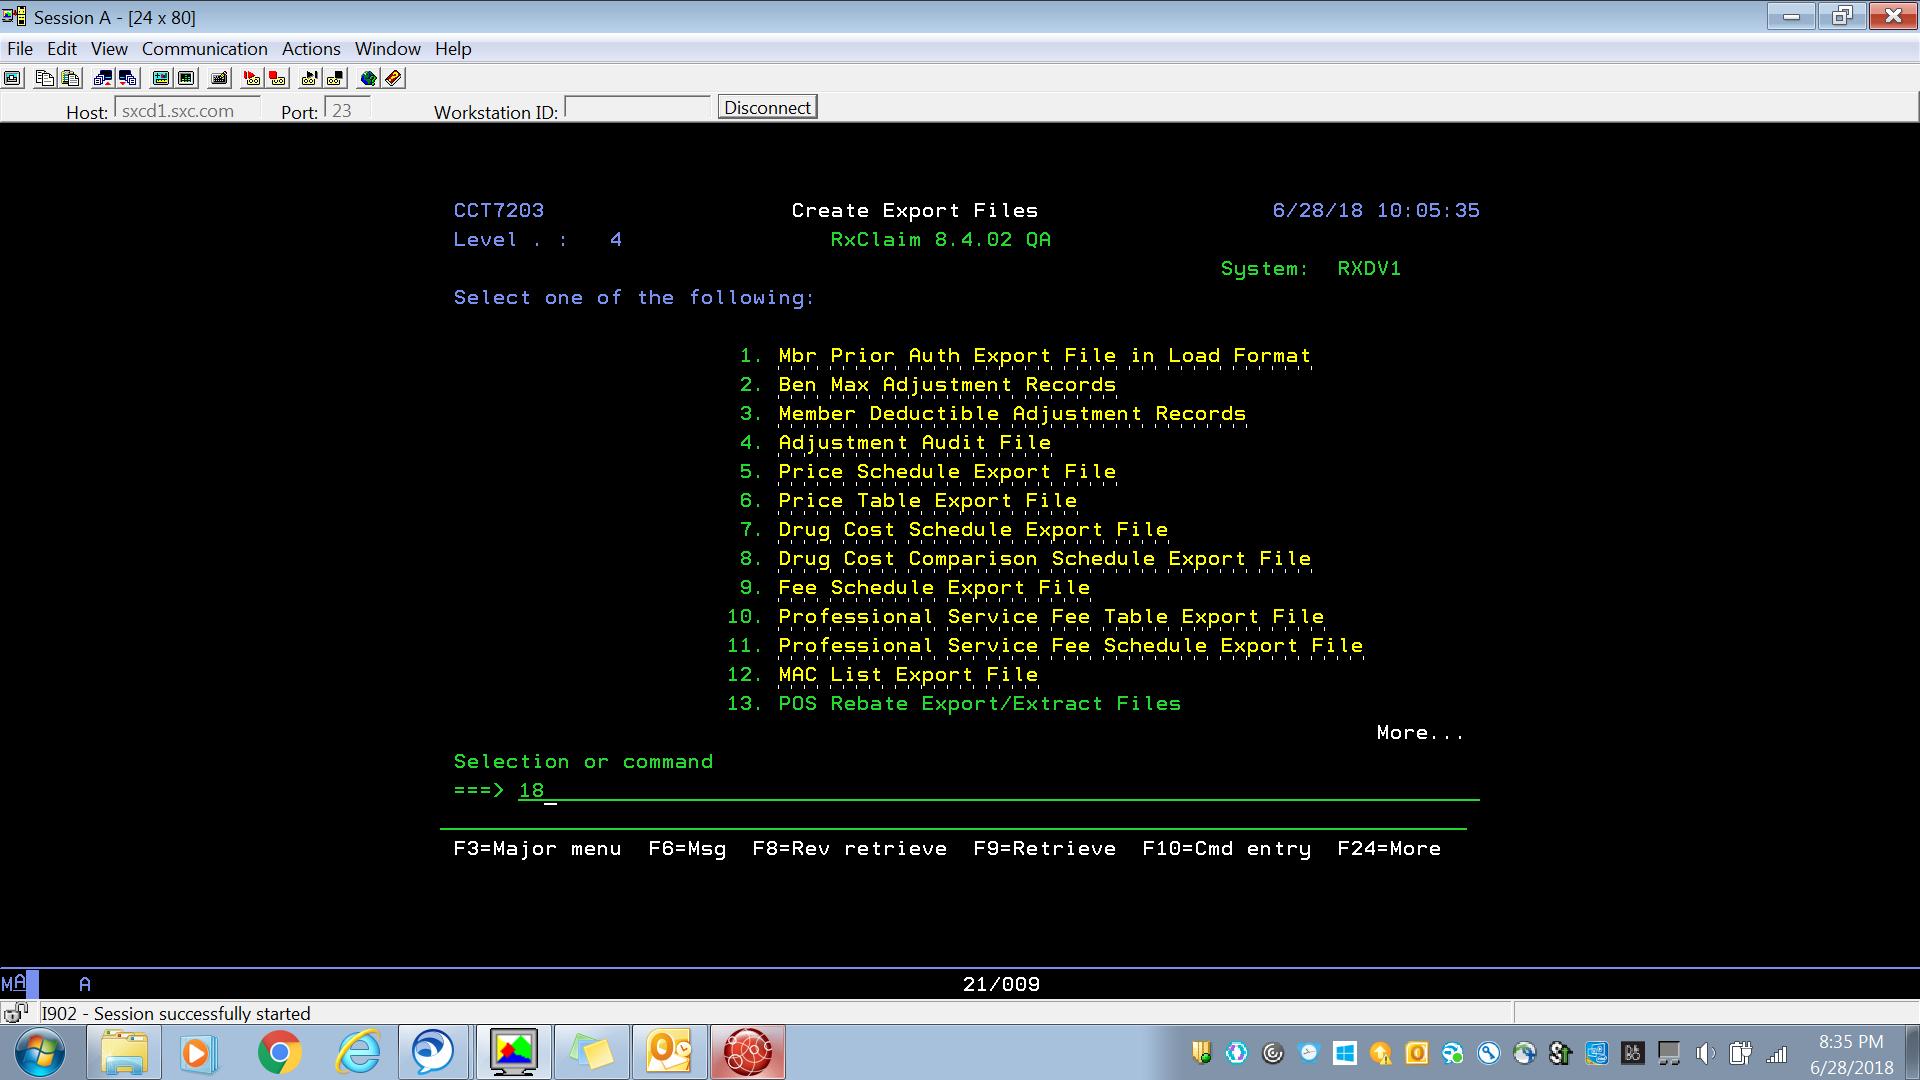 Session A - [24 x 80]
File Edit View Communication Actions Window Help
Host: sxcd1.sxc.com Port: 23 Workstation ID: Disconnect
CCT7203 Create Export Files 6/28/18 10:05:35
Level . : 4 RxClaim 8.4.02 QA
System: RXDV1
Select one of the following:
1. Mbr Prior Auth Export File in Load Format
2. Ben Max Adjustment Records
3. Member Deductible Adjustment Records
4. Adjustment Audit File
5. Price Schedule Export File
6. Price Table Export File
7. Drug Cost Schedule Export File
8. Drug Cost Comparison Schedule Export File
9. Fee Schedule Export File
10. Professional Service Fee Table Export File
11. Professional Service Fee Schedule Export File
12. MAC List Export File
13. POS Rebate Export/Extract Files
More...
Selection or command
===> 18
F3=Major menu F6=Msg F8=Rev retrieve F9=Retrieve F10=Cmd entry F24=More
MA A 21/009
I902 - Session successfully started
8:35 PM
6/28/2018